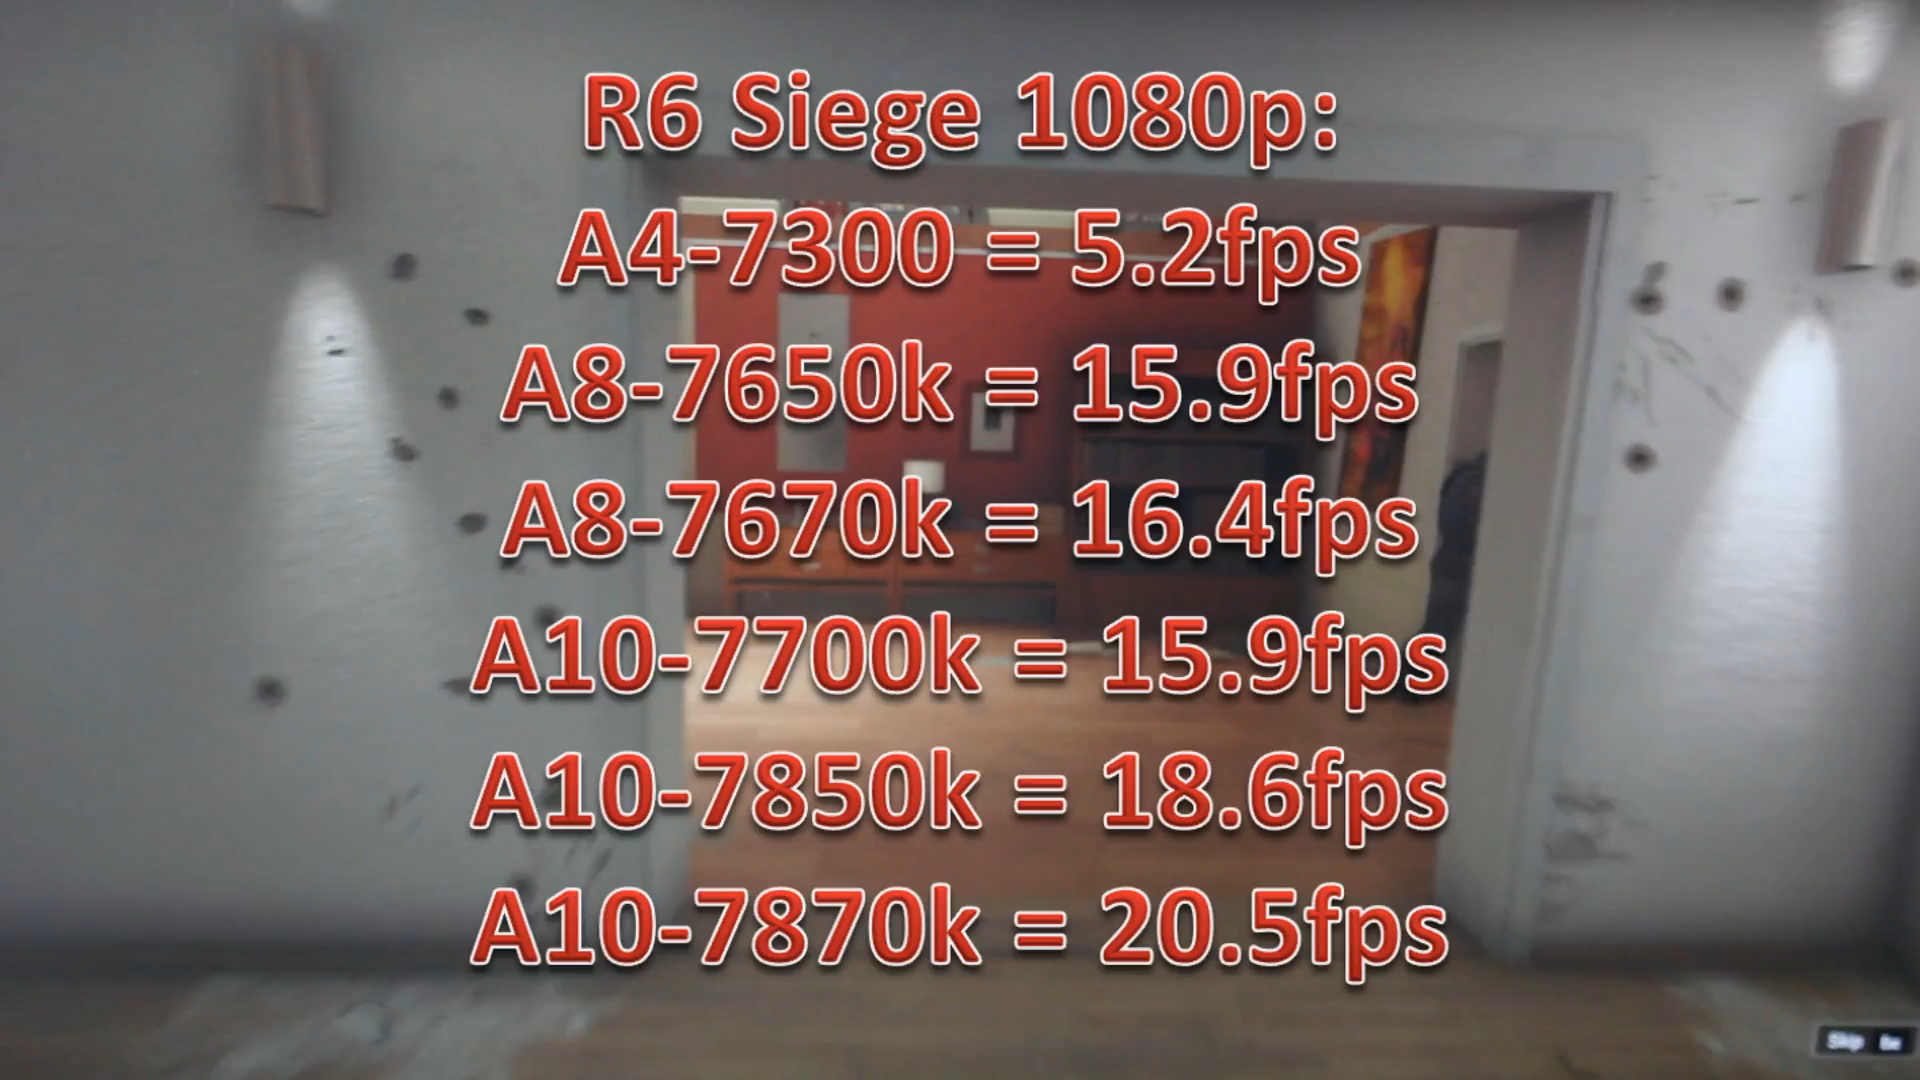 R6 Siege 1080p:
A4-7300 = 5.2fps
A8-7650k = 15.9fps
A8-7670k = 16.4fps
A10-7700k = 15.9fps
A10-7850k = 18.6fps
A10-7870k = 20.5fps
Skip